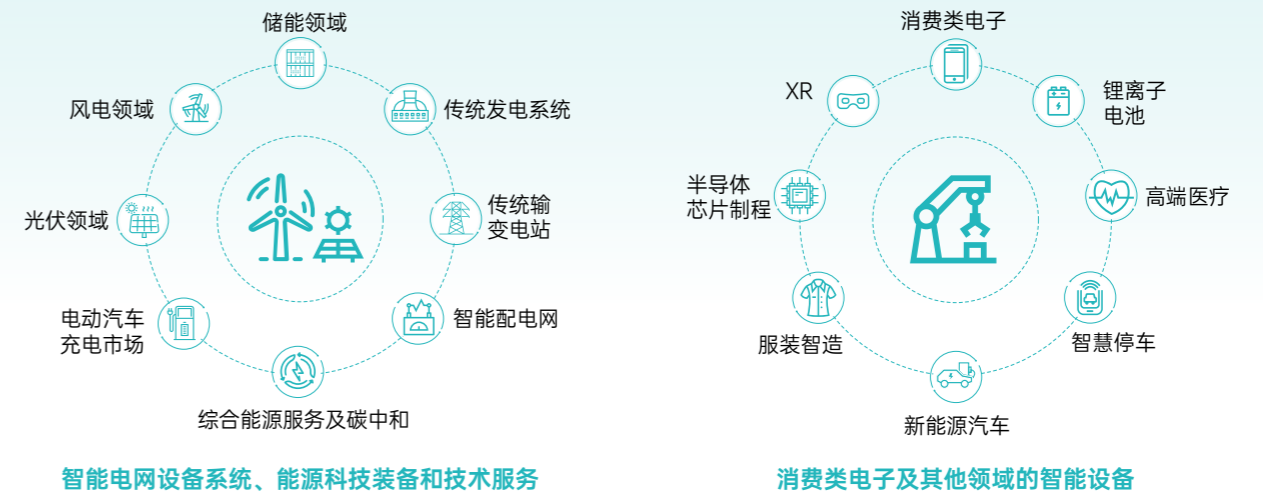 储能领域
风电领域
传统发电系统
光伏领域
传统输
变电站
电动汽车
充电市场
智能配电网
综合能源服务及碳中和
智能电网设备系统、能源科技装备和技术服务
消费类电子
XR
锂离子
电池
半导体
芯片制程
高端医疗
服装智造
智慧停车
新能源汽车
消费类电子及其他领域的智能设备